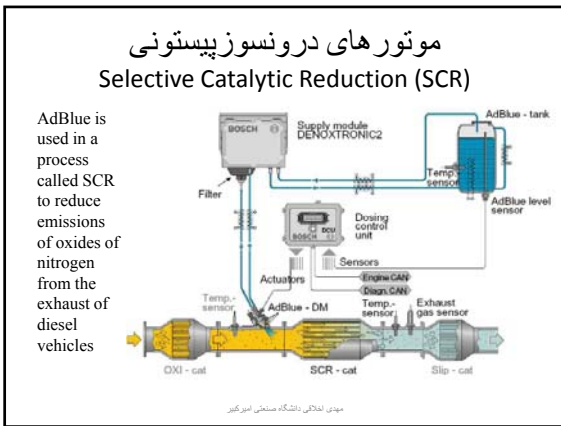 موتورهای درونسوزپیستونی
Selective Catalytic Reduction (SCR)
AdBlue is
used in a
process
called SCR
to reduce
emissions
of oxides of
nitrogen
from the
exhaust of
diesel
vehicles
BOSCH
Supply module
DENOXTRONIC2
AdBlue - tank
Filter
Temp.-
sensor
AdBlue level
sensor
BOSCH
DCU
Dosing
control
unit
Actuators
Sensors
Engine CAN
Diagn. CAN
Temp.-
sensor
AdBlue - DM
Temp.-
sensor
Exhaust
gas sensor
OXI - cat
SCR - cat
Slip - cat
مهدی اخلاقی دانشگاه صنعتی امیرکبیر